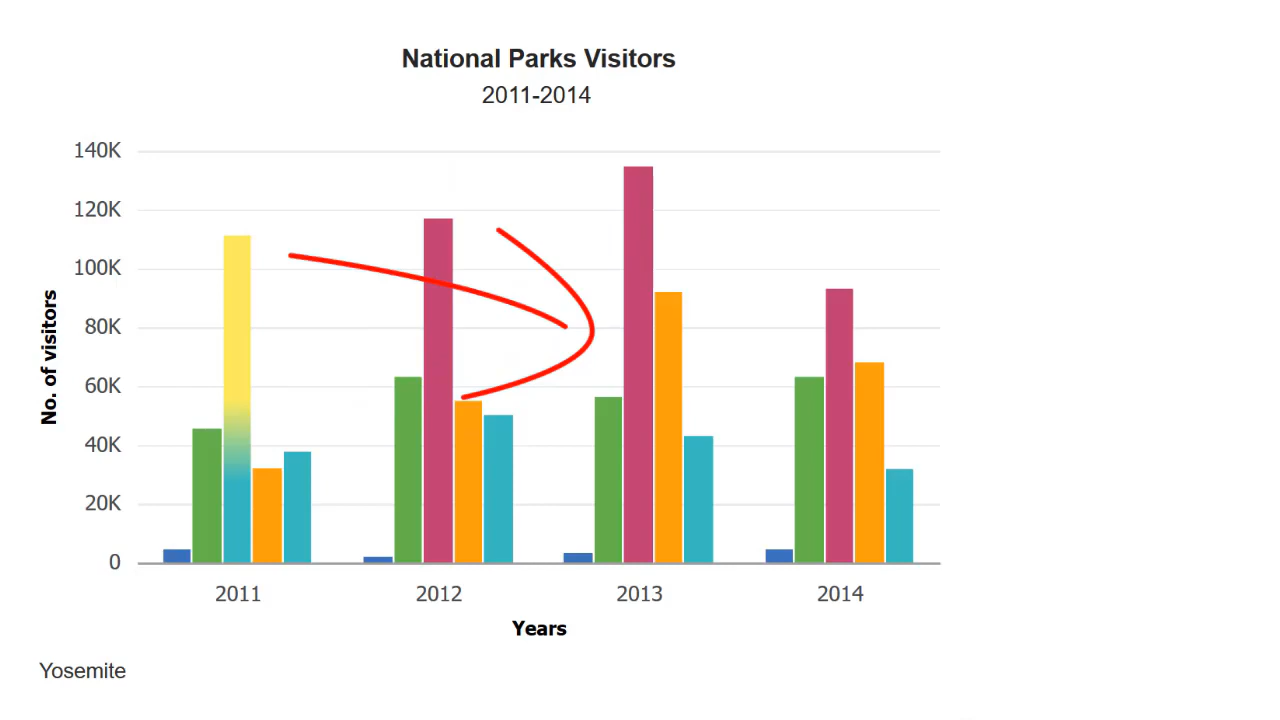 National Parks Visitors
2011-2014
140K
120K
100K
80K
60K
40K
20K
0
No. of visitors
2011 2012 2013 2014
Years
Yosemite